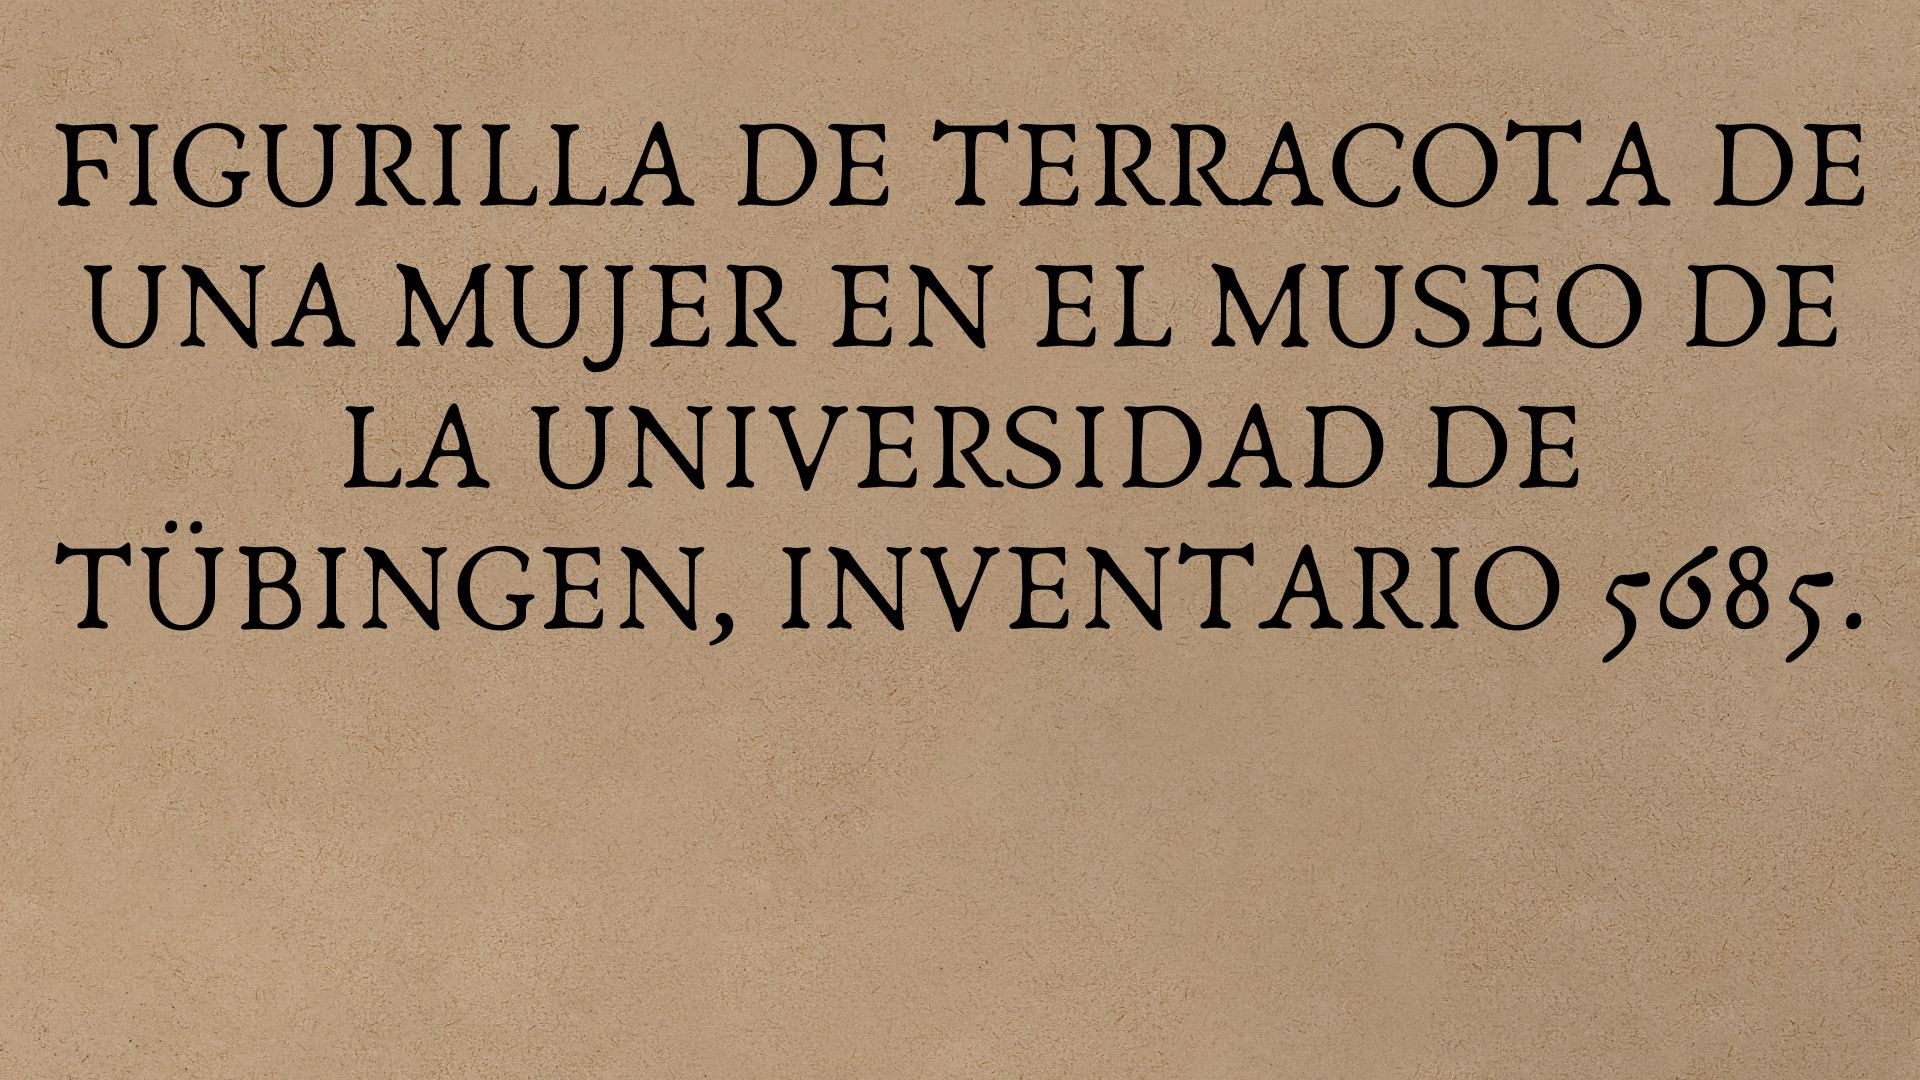 FIGURILLA DE TERRACOTA DE
UNA MUJER EN EL MUSEO DE
LA UNIVERSIDAD DE
TÜBINGEN, INVENTARIO 5685.